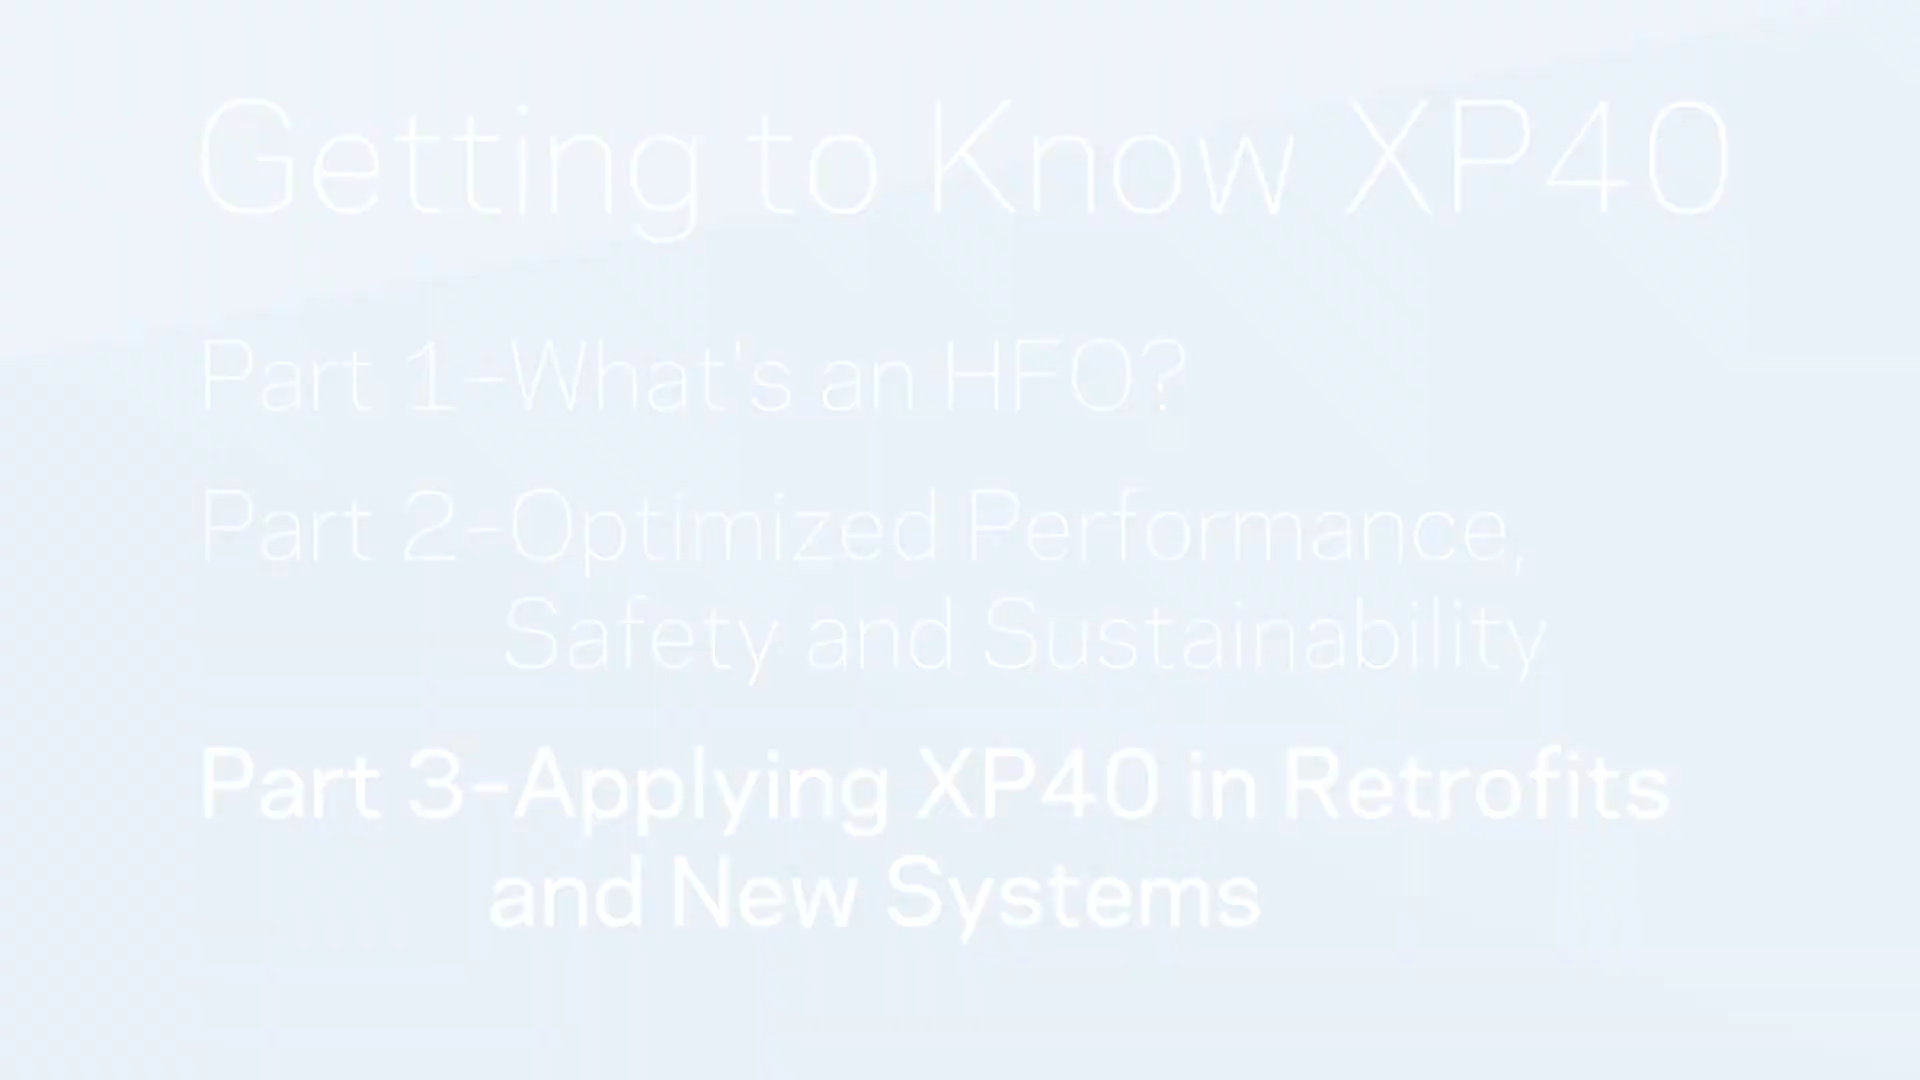 Getting to Know XP40
Part 1–What's an HFO?
Part 2–Optimized Performance,
Safety and Sustainability
Part 3–Applying XP40 in Retrofits
and New Systems